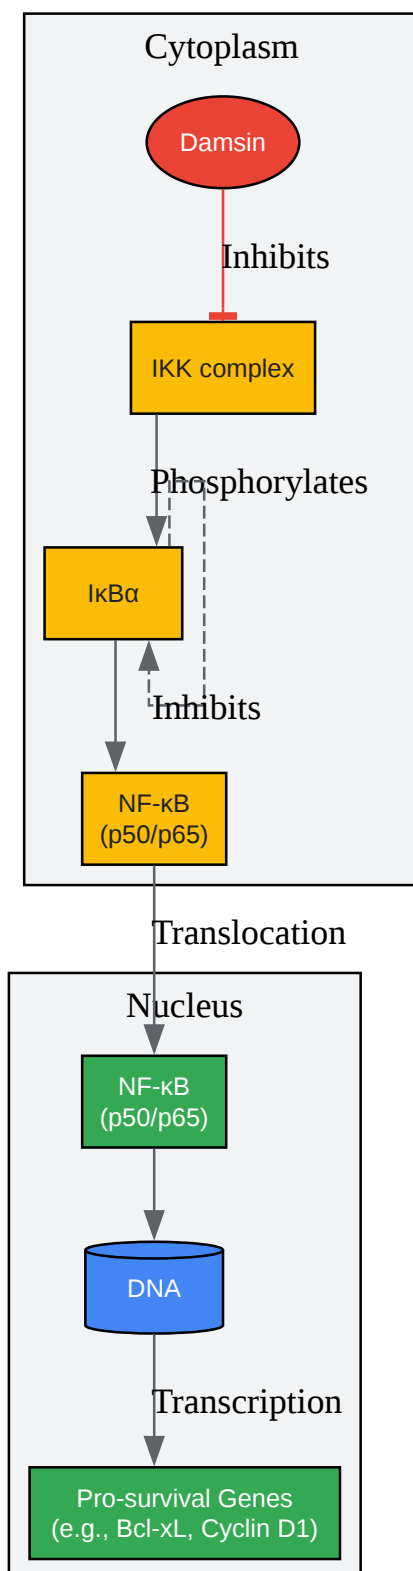 Cytoplasm
Damsin
Inhibits
IKK complex
Phosphorylates
IκBα
Inhibits
NF-κB
(p50/p65)
Translocation
Nucleus
NF-κB
(p50/p65)
DNA
Transcription
Pro-survival Genes
(e.g., Bcl-xL, Cyclin D1)